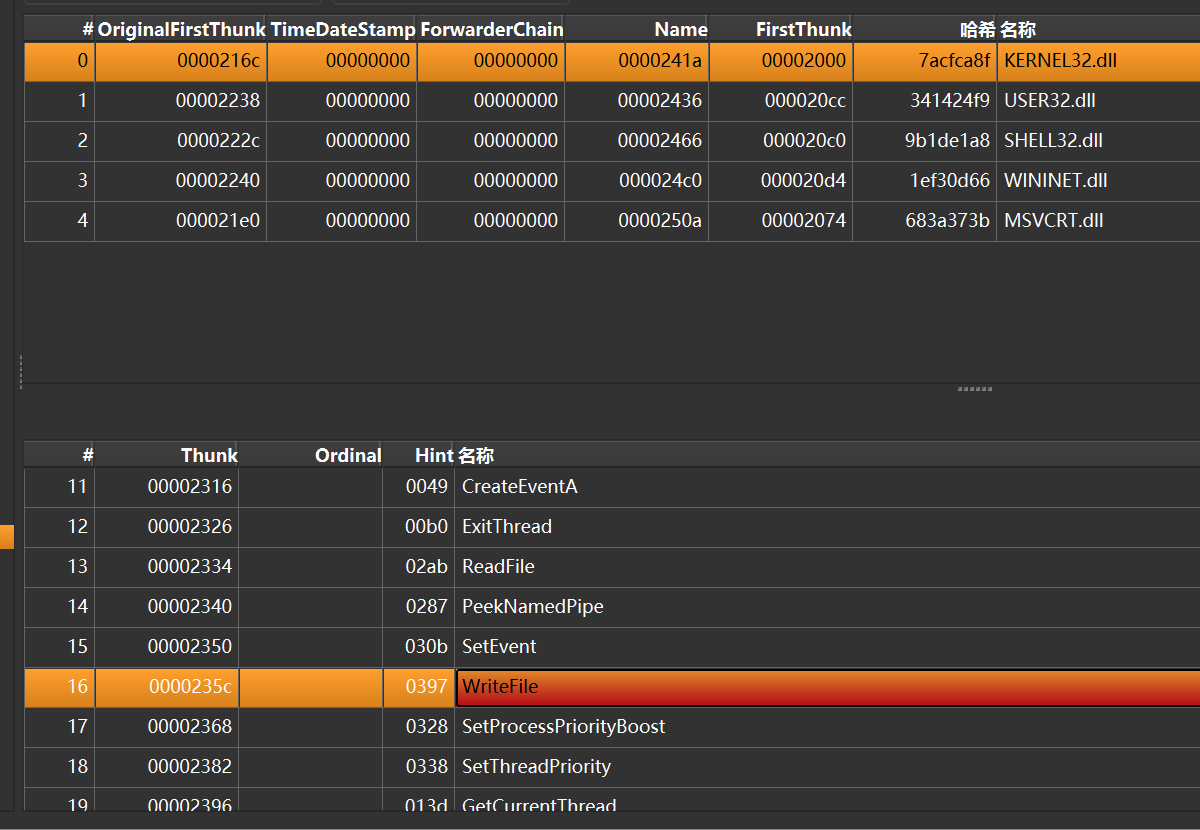 # OriginalFirstThunk TimeDateStamp ForwarderChain Name FirstThunk 哈希 名称
0 0000216c 00000000 00000000 0000241a 00002000 7acfca8f KERNEL32.dll
1 00002238 00000000 00000000 00002436 000020cc 341424f9 USER32.dll
2 0000222c 00000000 00000000 00002466 000020c0 9b1de1a8 SHELL32.dll
3 00002240 00000000 00000000 000024c0 000020d4 1ef30d66 WININET.dll
4 000021e0 00000000 00000000 0000250a 00002074 683a373b MSVCRT.dll
# Thunk Ordinal Hint 名称
11 00002316 0049 CreateEventA
12 00002326 00b0 ExitThread
13 00002334 02ab ReadFile
14 00002340 0287 PeekNamedPipe
15 00002350 030b SetEvent
16 0000235c 0397 WriteFile
17 00002368 0328 SetProcessPriorityBoost
18 00002382 0338 SetThreadPriority
19 00002396 013d GetCurrentThread